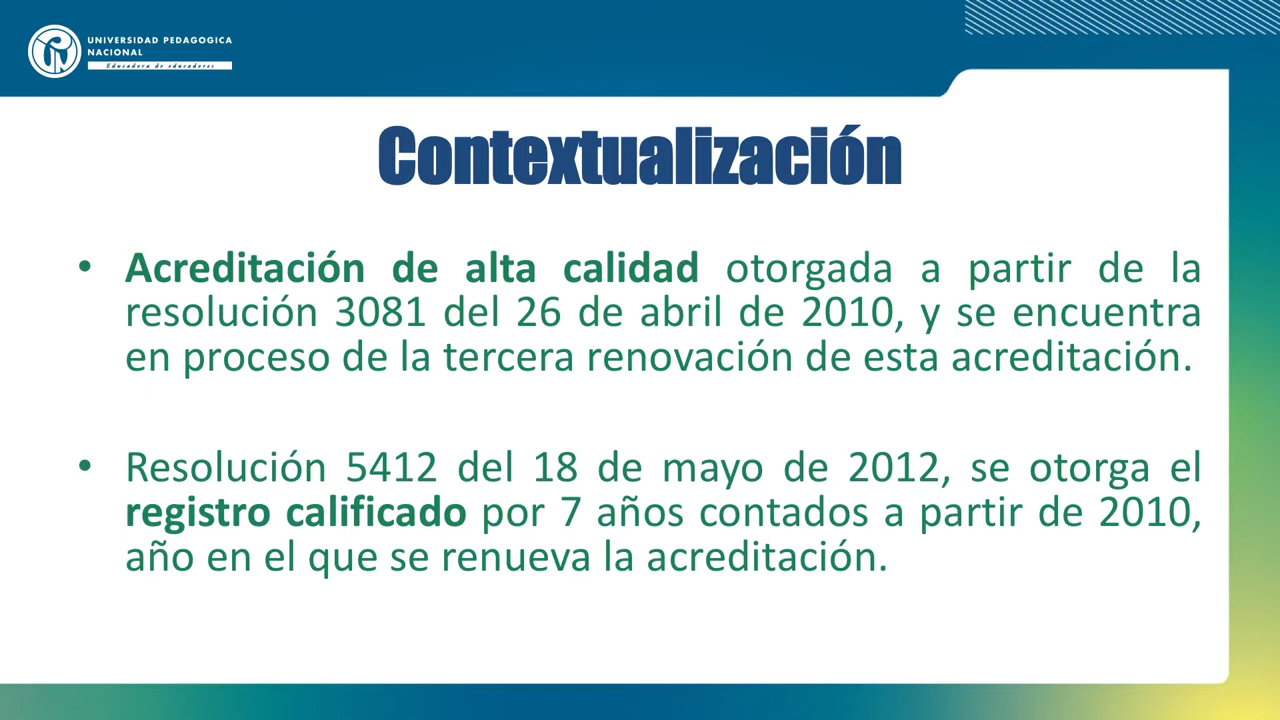 UNIVERSIDAD PEDAGOGICA
NACIONAL
Educadora de educadores
Contextualización
• Acreditación de alta calidad otorgada a partir de la
resolución 3081 del 26 de abril de 2010, y se encuentra
en proceso de la tercera renovación de esta acreditación.
• Resolución 5412 del 18 de mayo de 2012, se otorga el
registro calificado por 7 años contados a partir de 2010,
año en el que se renueva la acreditación.